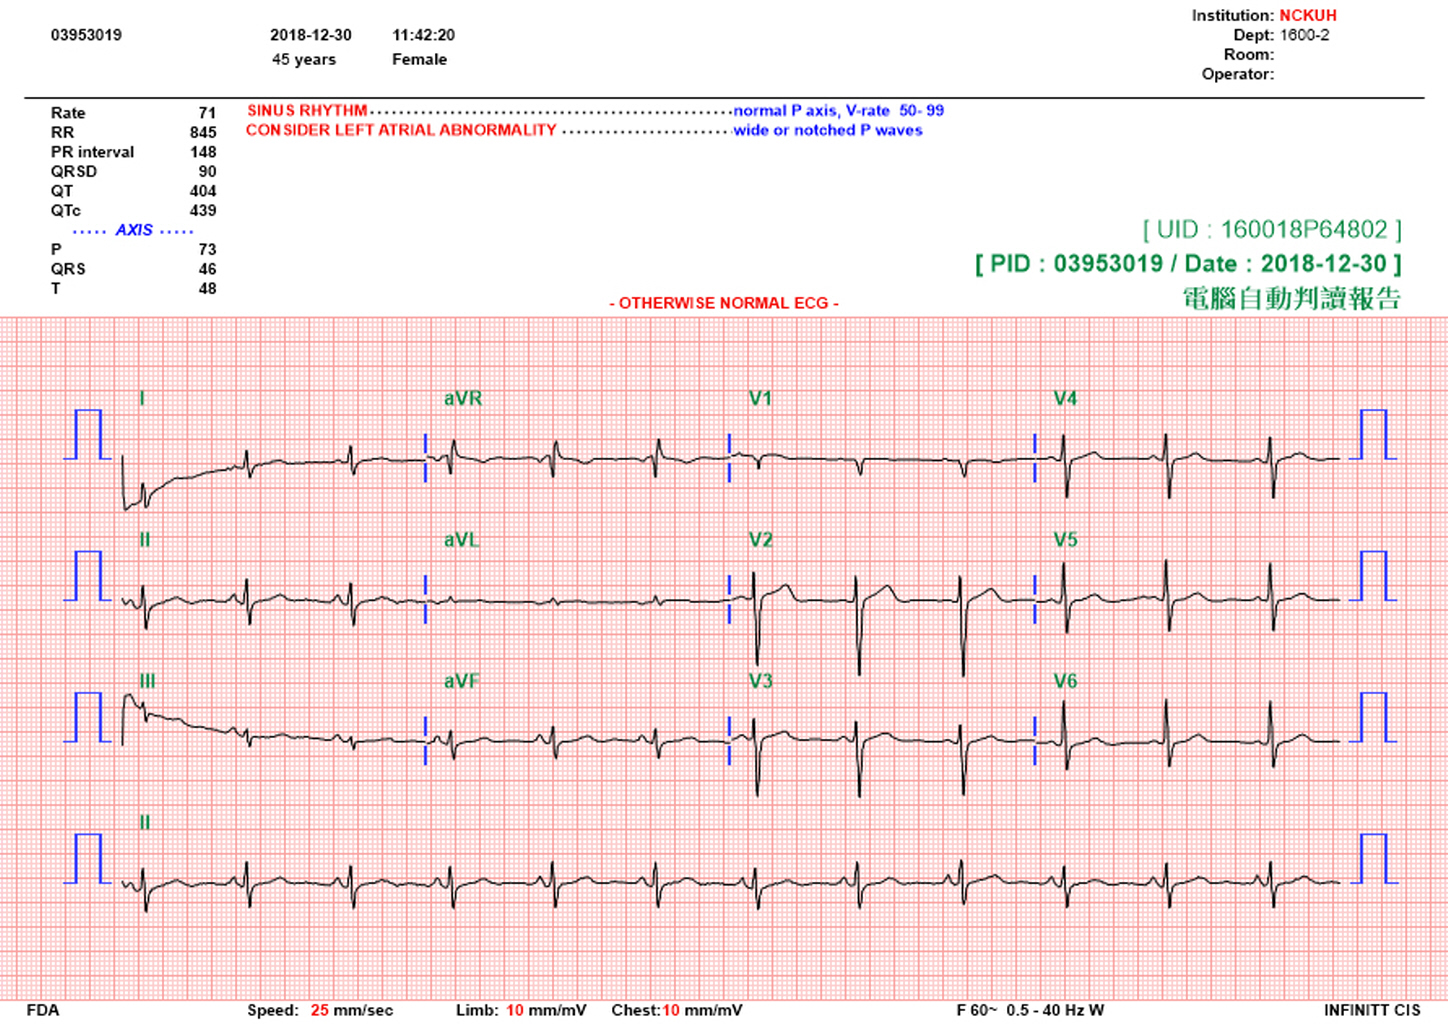 Institution: NCKUH
03953019 2018-12-30 11:42:20 Dept: 1600-2
45 years Female Room:
Operator:
Rate 71 SINUS RHYTHM normal P axis, V-rate 50- 99
RR 845 CONSIDER LEFT ATRIAL ABNORMALITY wide or notched P waves
PR interval 148
QRSD 90
QT 404
QTc 439
····· AXIS ·····
P 73
QRS 46
T 48
[ UID : 160018P64802 ]
[ PID : 03953019 / Date : 2018-12-30 ]
電腦自動判讀報告
- OTHERWISE NORMAL ECG -
I aVR V1 V4
II aVL V2 V5
III aVF V3 V6
II
FDA Speed: 25 mm/sec Limb: 10 mm/mV Chest:10 mm/mV F 60~ 0.5 - 40 Hz W INFINITT CIS